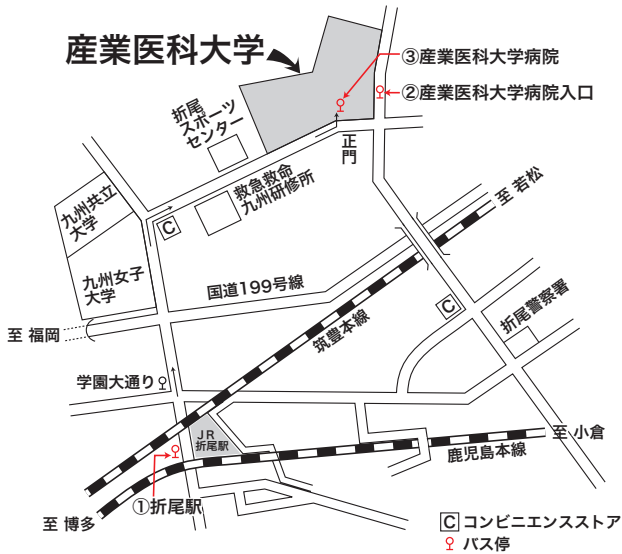 産業医科大学
③産業医科大学病院
②産業医科大学病院入口
折尾
スポーツ
センター
正門
救急救命
九州研修所
至 若松
C
九州共立
大学
九州女子
大学
国道199号線
C
折尾警察署
至 福岡
筑豊本線
学園大通り
JR
折尾駅
至 小倉
鹿児島本線
①折尾駅
至 博多
C コンビニエンスストア
バス停